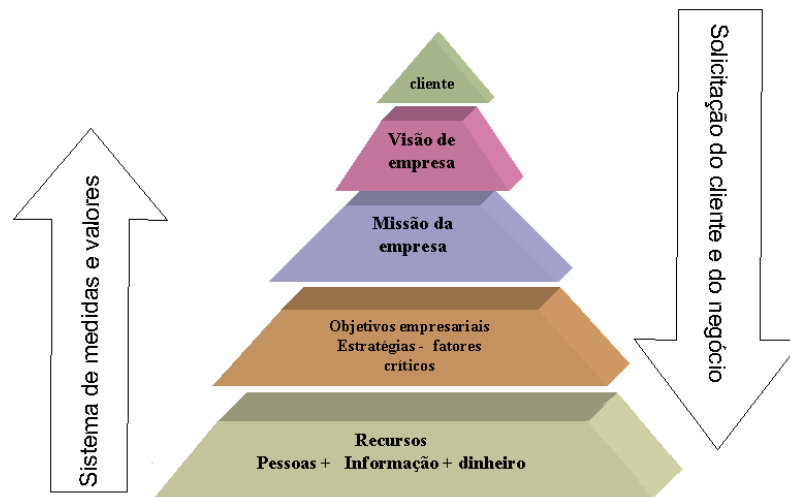 cliente
Visão de
empresa
Missão da
empresa
Objetivos empresariais
Estratégias - fatores
críticos
Recursos
Pessoas + Informação + dinheiro
Sistema de medidas e valores
Solicitação do cliente e do negócio